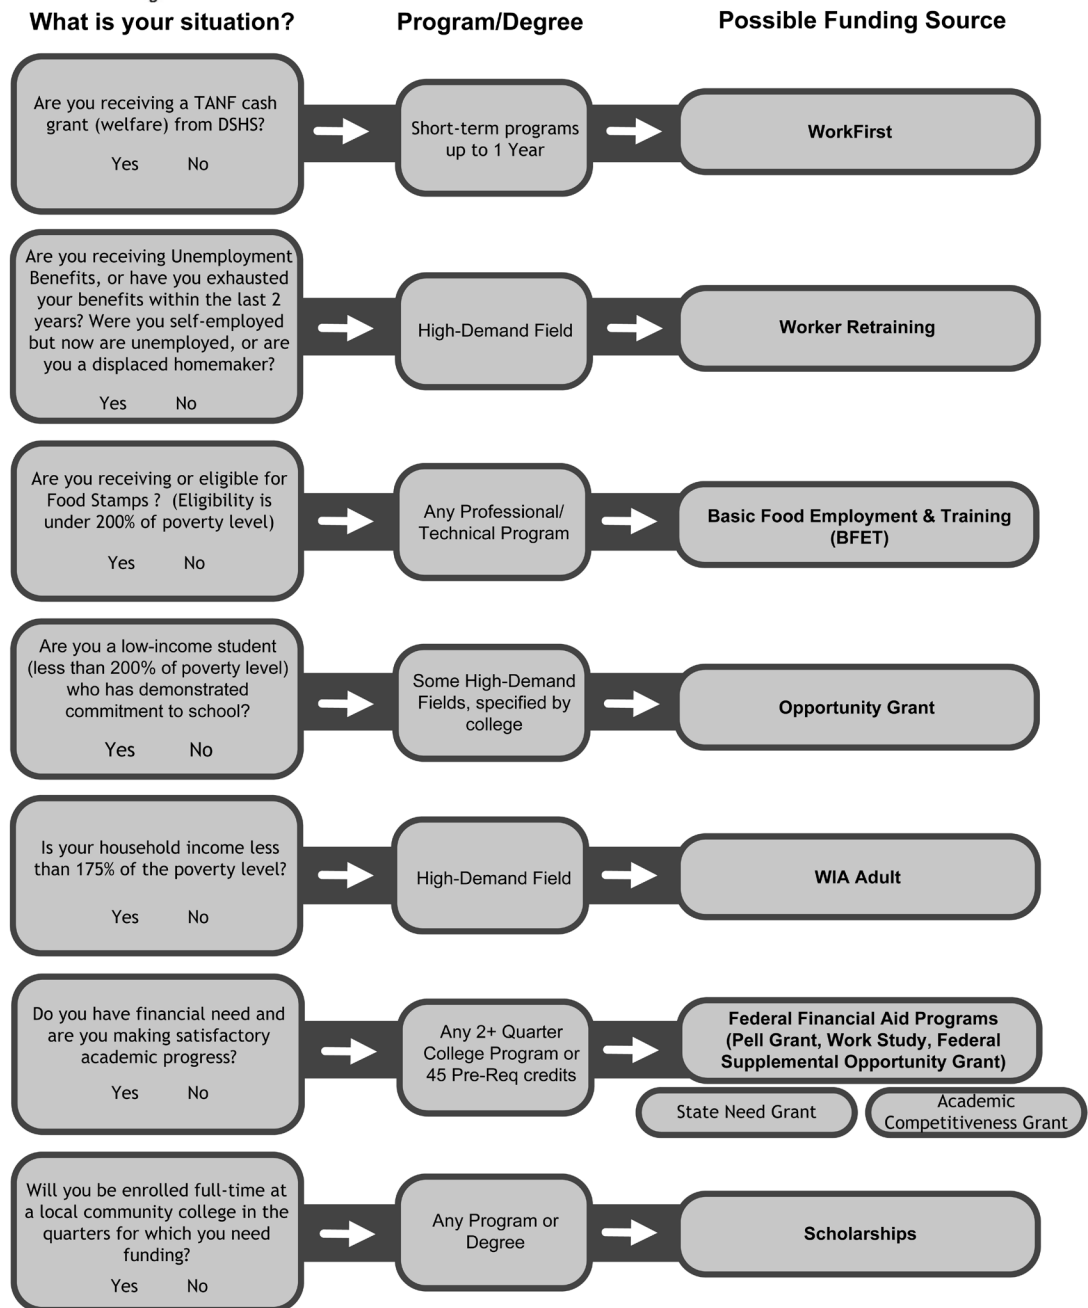 What is your situation?
Program/Degree
Possible Funding Source
Are you receiving a TANF cash
grant (welfare) from DSHS?
Yes No
Short-term programs
up to 1 Year
WorkFirst
Are you receiving Unemployment
Benefits, or have you exhausted
your benefits within the last 2
years? Were you self-employed
but now are unemployed, or are
you a displaced homemaker?
Yes No
High-Demand Field
Worker Retraining
Are you receiving or eligible for
Food Stamps ? (Eligibility is
under 200% of poverty level)
Yes No
Any Professional/
Technical Program
Basic Food Employment & Training
(BFET)
Are you a low-income student
(less than 200% of poverty level)
who has demonstrated
commitment to school?
Yes No
Some High-Demand
Fields, specified by
college
Opportunity Grant
Is your household income less
than 175% of the poverty level?
Yes No
High-Demand Field
WIA Adult
Do you have financial need and
are you making satisfactory
academic progress?
Yes No
Any 2+ Quarter
College Program or
45 Pre-Req credits
Federal Financial Aid Programs
(Pell Grant, Work Study, Federal
Supplemental Opportunity Grant)
State Need Grant
Academic
Competitiveness Grant
Will you be enrolled full-time at
a local community college in the
quarters for which you need
funding?
Yes No
Any Program or
Degree
Scholarships